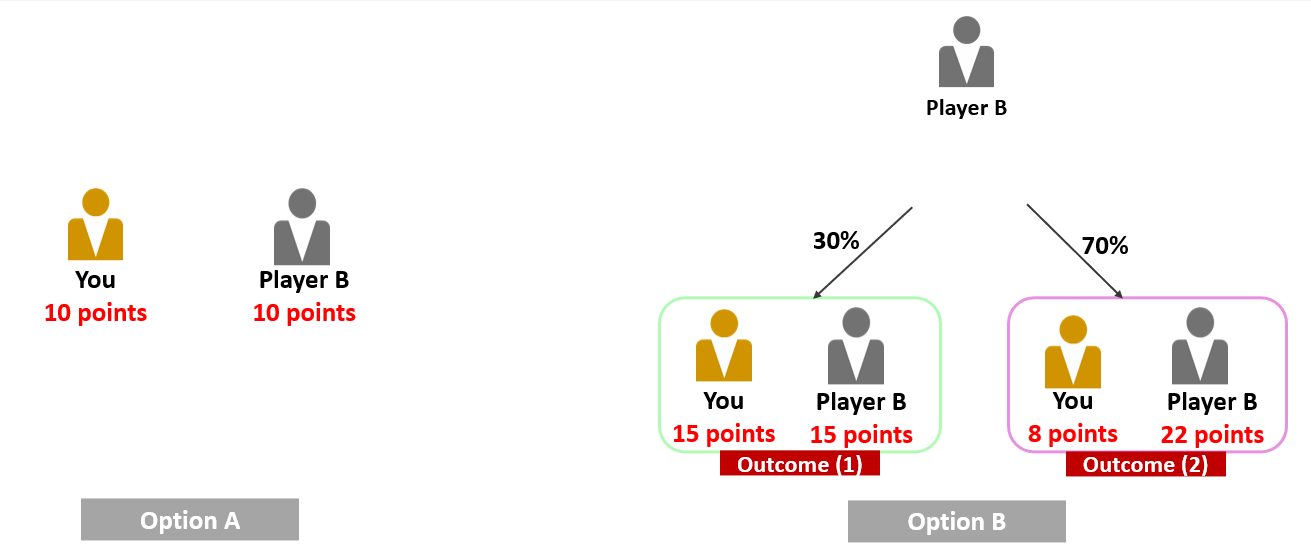 Player B
You
10 points
Player B
10 points
Option A
30%
70%
You
15 points
Player B
15 points
Outcome (1)
You
8 points
Player B
22 points
Outcome (2)
Option B